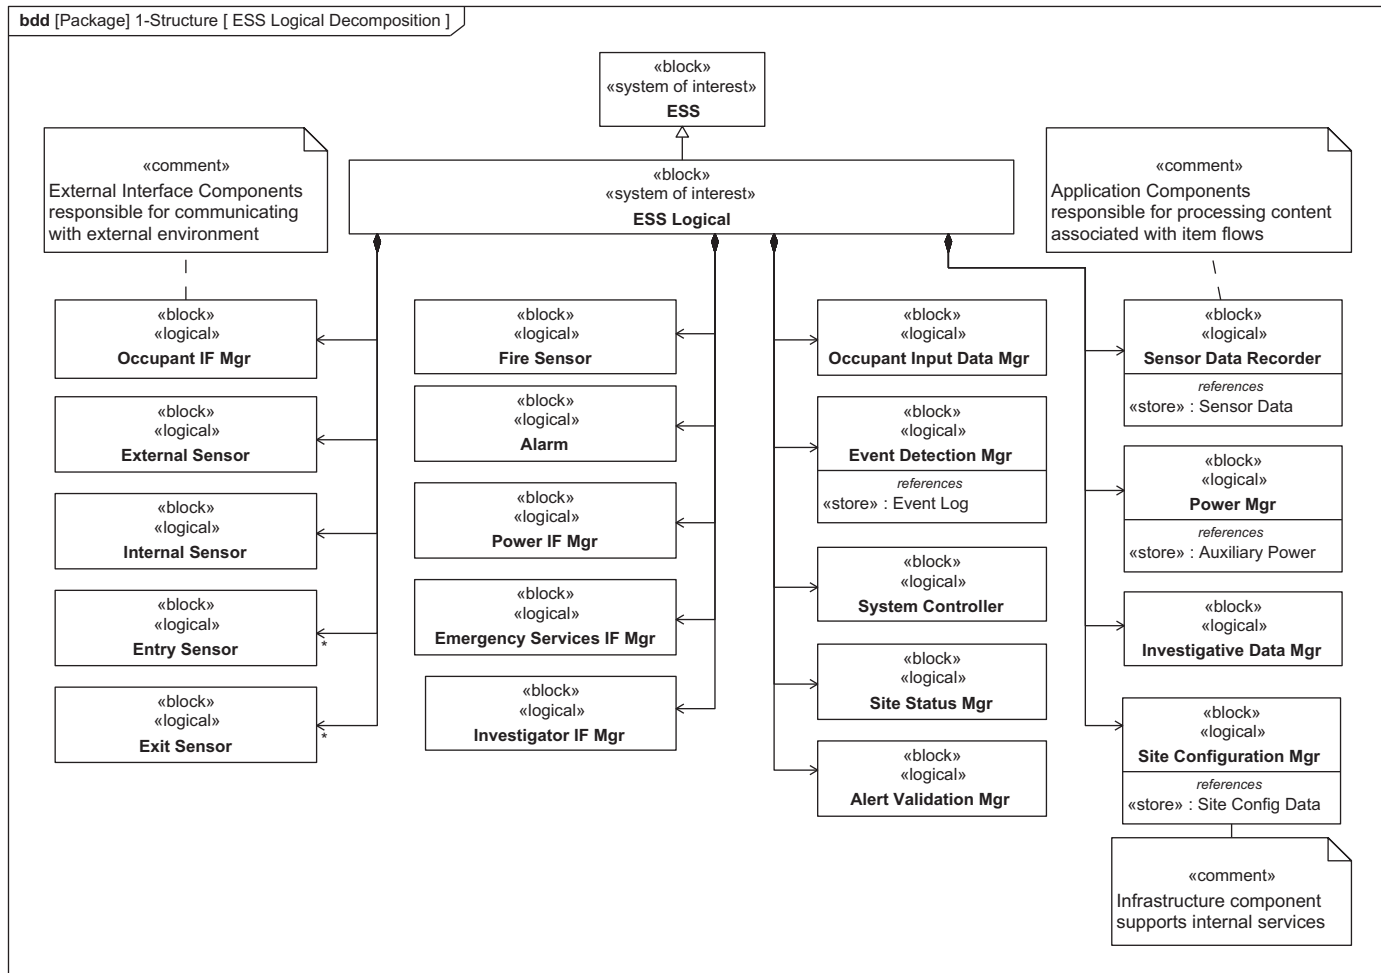 bdd [Package] 1-Structure [ ESS Logical Decomposition ]
«block»
«system of interest»
ESS
«comment»
External Interface Components
responsible for communicating
with external environment
«block»
«system of interest»
ESS Logical
«comment»
Application Components
responsible for processing content
associated with item flows
«block»
«logical»
Occupant IF Mgr
«block»
«logical»
External Sensor
«block»
«logical»
Internal Sensor
«block»
«logical»
Entry Sensor
*
«block»
«logical»
Exit Sensor
*
«block»
«logical»
Fire Sensor
«block»
«logical»
Alarm
«block»
«logical»
Power IF Mgr
«block»
«logical»
Emergency Services IF Mgr
«block»
«logical»
Investigator IF Mgr
«block»
«logical»
Occupant Input Data Mgr
«block»
«logical»
Event Detection Mgr
references
«store» : Event Log
«block»
«logical»
System Controller
«block»
«logical»
Site Status Mgr
«block»
«logical»
Alert Validation Mgr
«block»
«logical»
Sensor Data Recorder
references
«store» : Sensor Data
«block»
«logical»
Power Mgr
references
«store» : Auxiliary Power
«block»
«logical»
Investigative Data Mgr
«block»
«logical»
Site Configuration Mgr
references
«store» : Site Config Data
«comment»
Infrastructure component
supports internal services